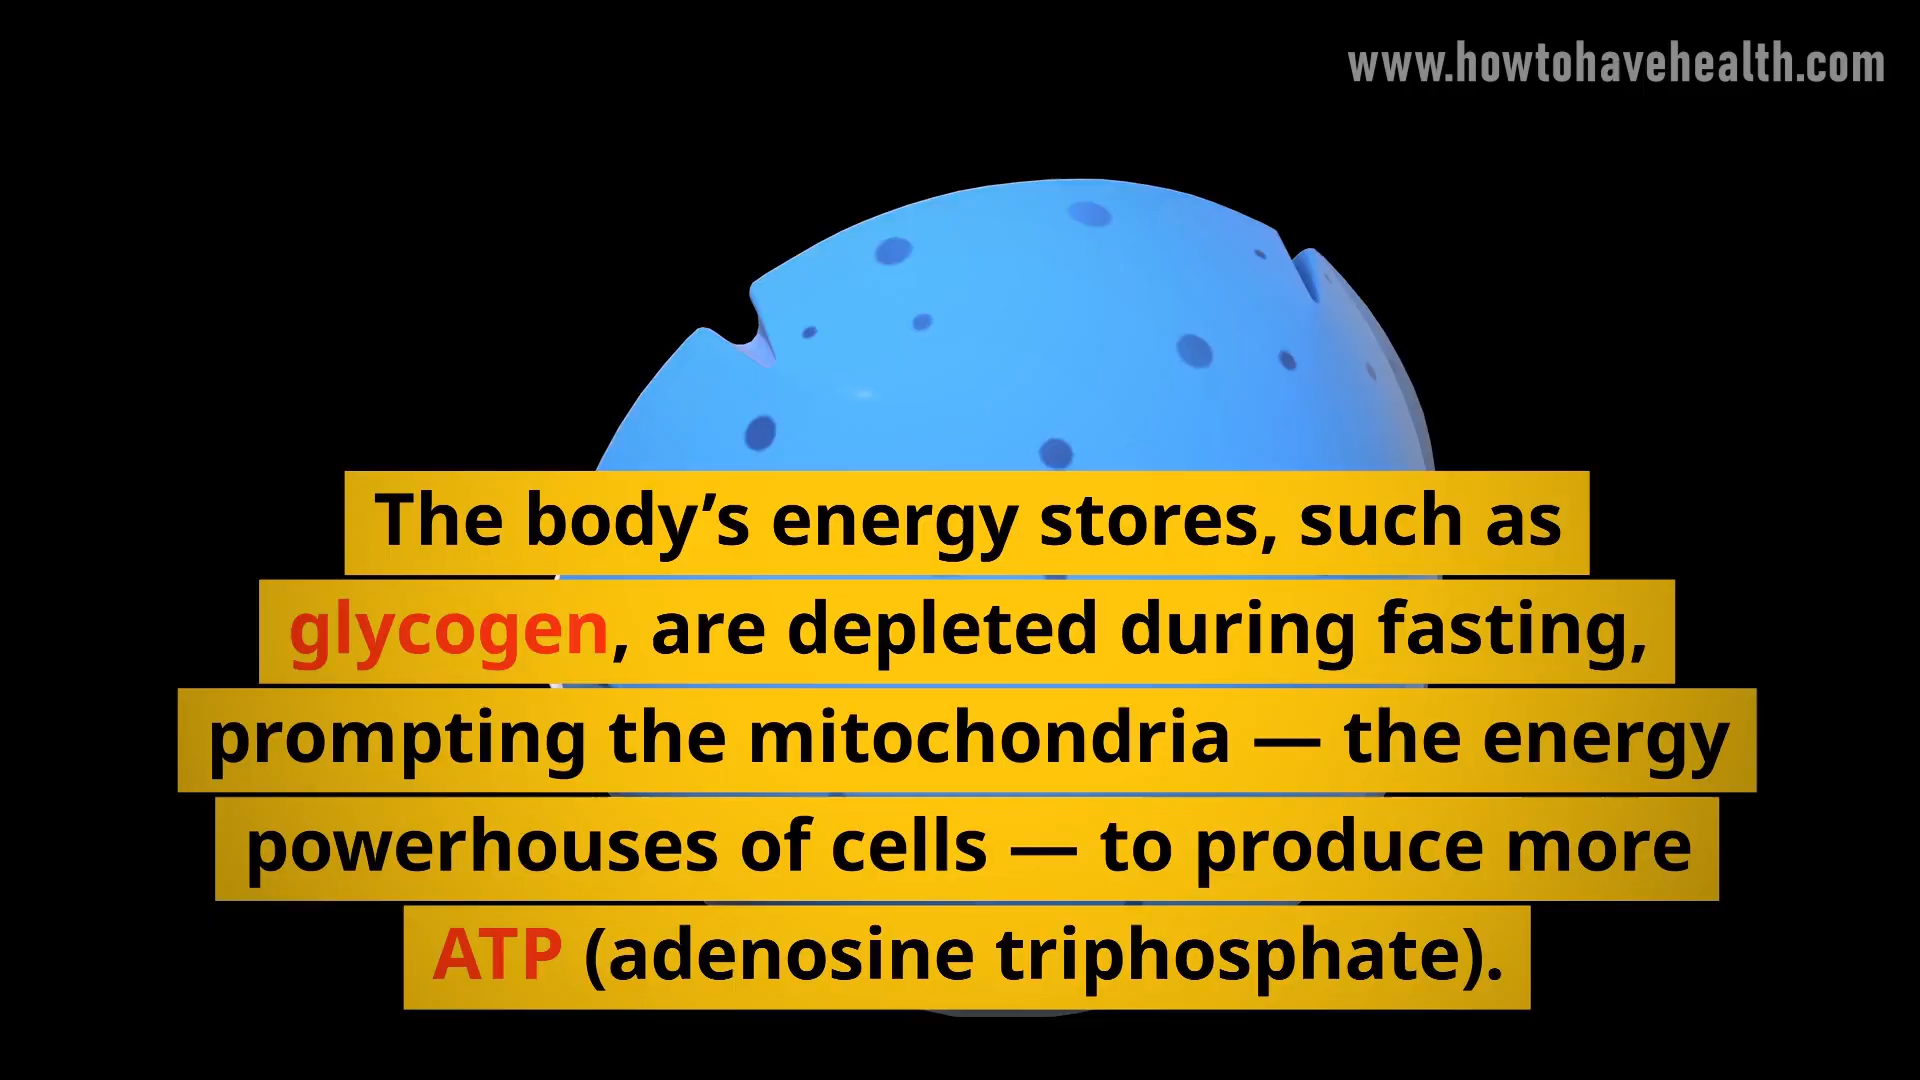 www.howtohavehealth.com
The body’s energy stores, such as
glycogen, are depleted during fasting,
prompting the mitochondria — the energy
powerhouses of cells — to produce more
ATP (adenosine triphosphate).